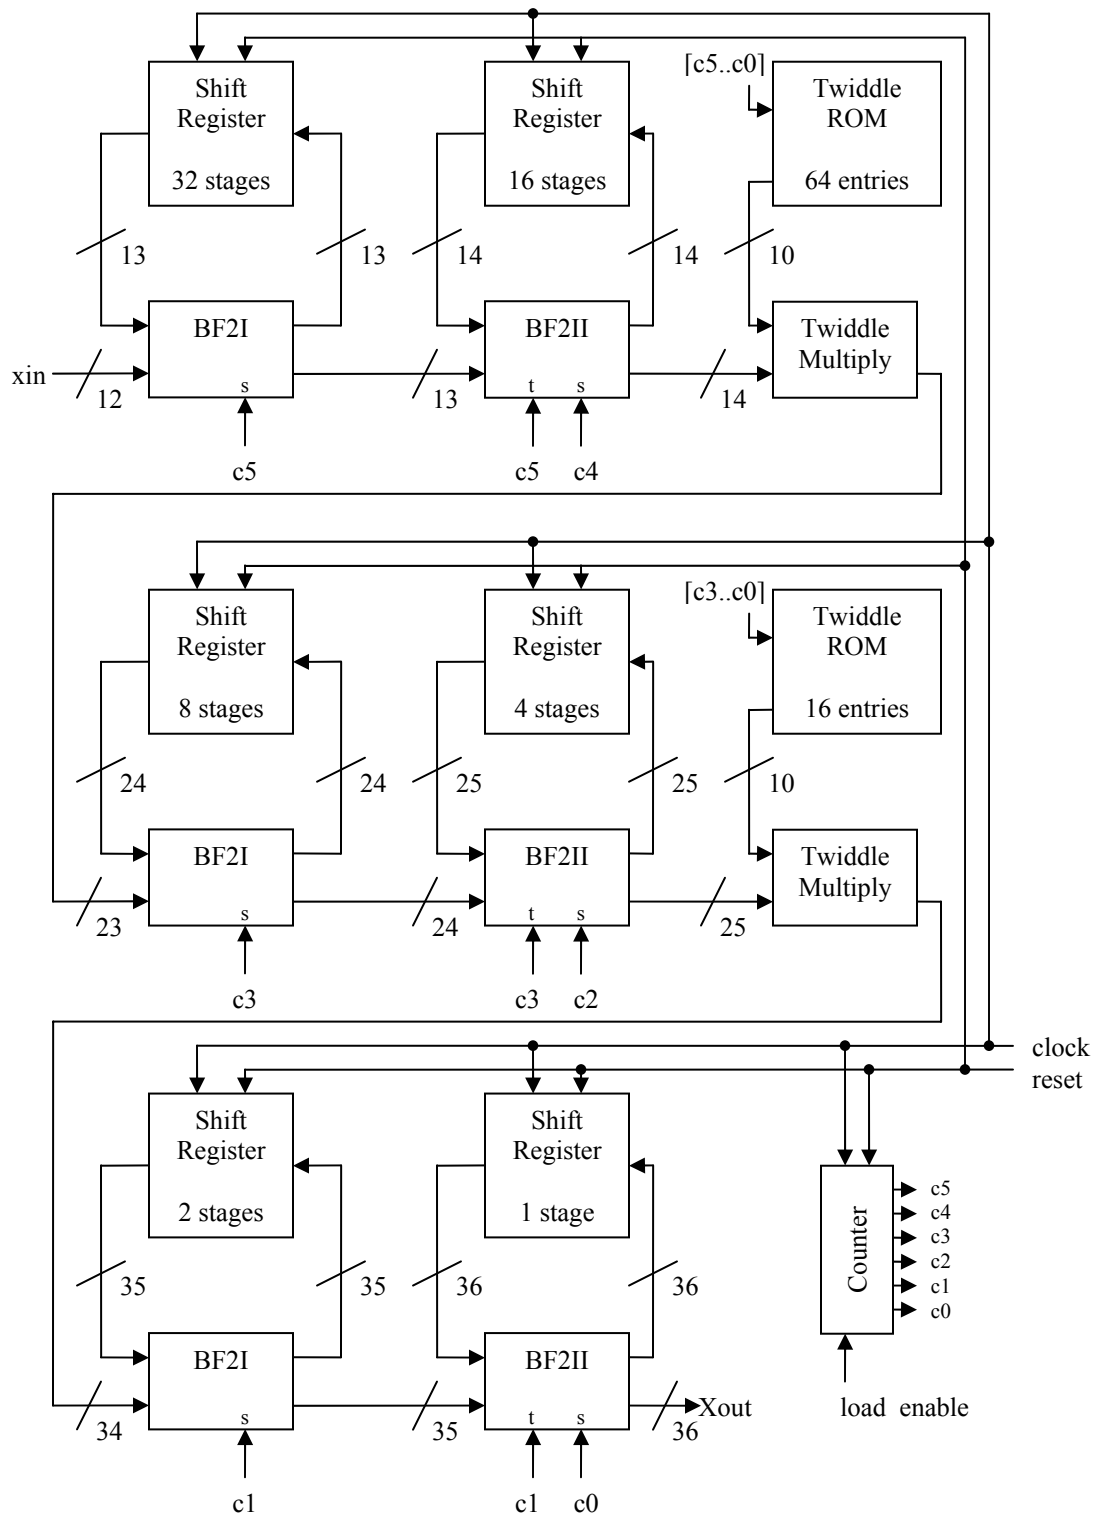 Shift
Register
32 stages
Shift
Register
16 stages
⌈c5..c0⌉
Twiddle
ROM
64 entries
13
13
14
14
10
BF2I
s
BF2II
t s
Twiddle
Multiply
xin
12
13
14
c5
c5
c4
Shift
Register
8 stages
Shift
Register
4 stages
⌈c3..c0⌉
Twiddle
ROM
16 entries
24
24
25
25
10
BF2I
s
BF2II
t s
Twiddle
Multiply
23
24
25
c3
c3
c2
clock
reset
Shift
Register
2 stages
Shift
Register
1 stage
Counter
c5
c4
c3
c2
c1
c0
35
35
36
36
BF2I
s
BF2II
t s
34
35
36
Xout
load enable
c1
c1
c0